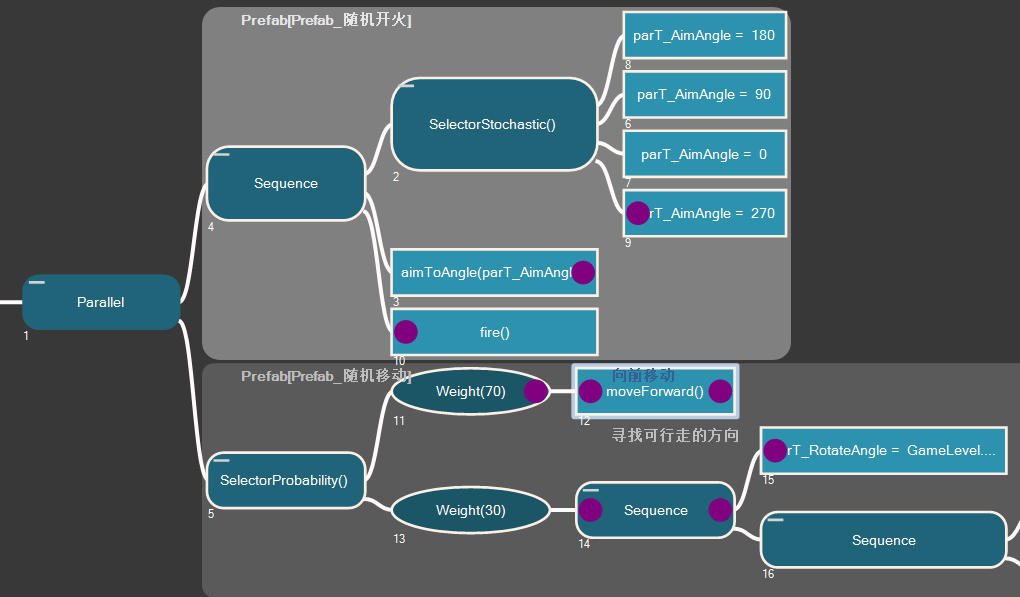 Prefab[Prefab_随机开火]
parT_AimAngle = 180
8
parT_AimAngle = 90
6
SelectorStochastic()
2
parT_AimAngle = 0
7
Sequence
4
rT_AimAngle = 270
9
aimToAngle(parT_AimAngl
3
Parallel
1
fire()
10
Prefab[Prefab_随机移动]
向前移动
Weight(70)
11
moveForward()
12
寻找可行走的方向
rT_RotateAngle = GameLevel....
15
SelectorProbability()
5
Weight(30)
13
Sequence
14
Sequence
16